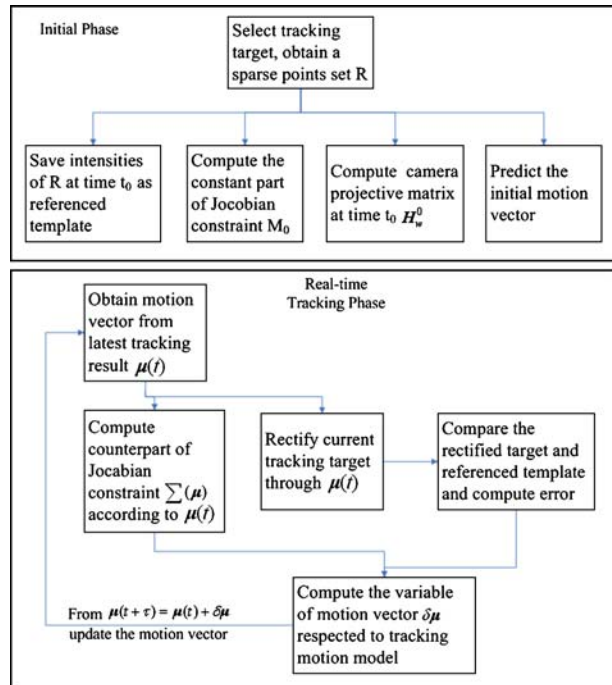 Initial Phase
Select tracking
target, obtain a
sparse points set R
Save intensities
of R at time t₀ as
referenced
template
Compute the
constant part
of Jocobian
constraint M₀
Compute camera
projective matrix
at time t₀ H_w^0
Predict the
initial motion
vector
Real-time
Tracking Phase
Obtain motion
vector from
latest tracking
result μ(t)
Compute
counterpart of
Jocabian
constraint ∑(μ)
according to μ(t)
Rectify current
tracking target
through μ(t)
Compare the
rectified target and
referenced template
and compute error
Compute the variable
of motion vector δμ
respected to tracking
motion model
From μ(t + τ) = μ(t) + δμ
update the motion vector